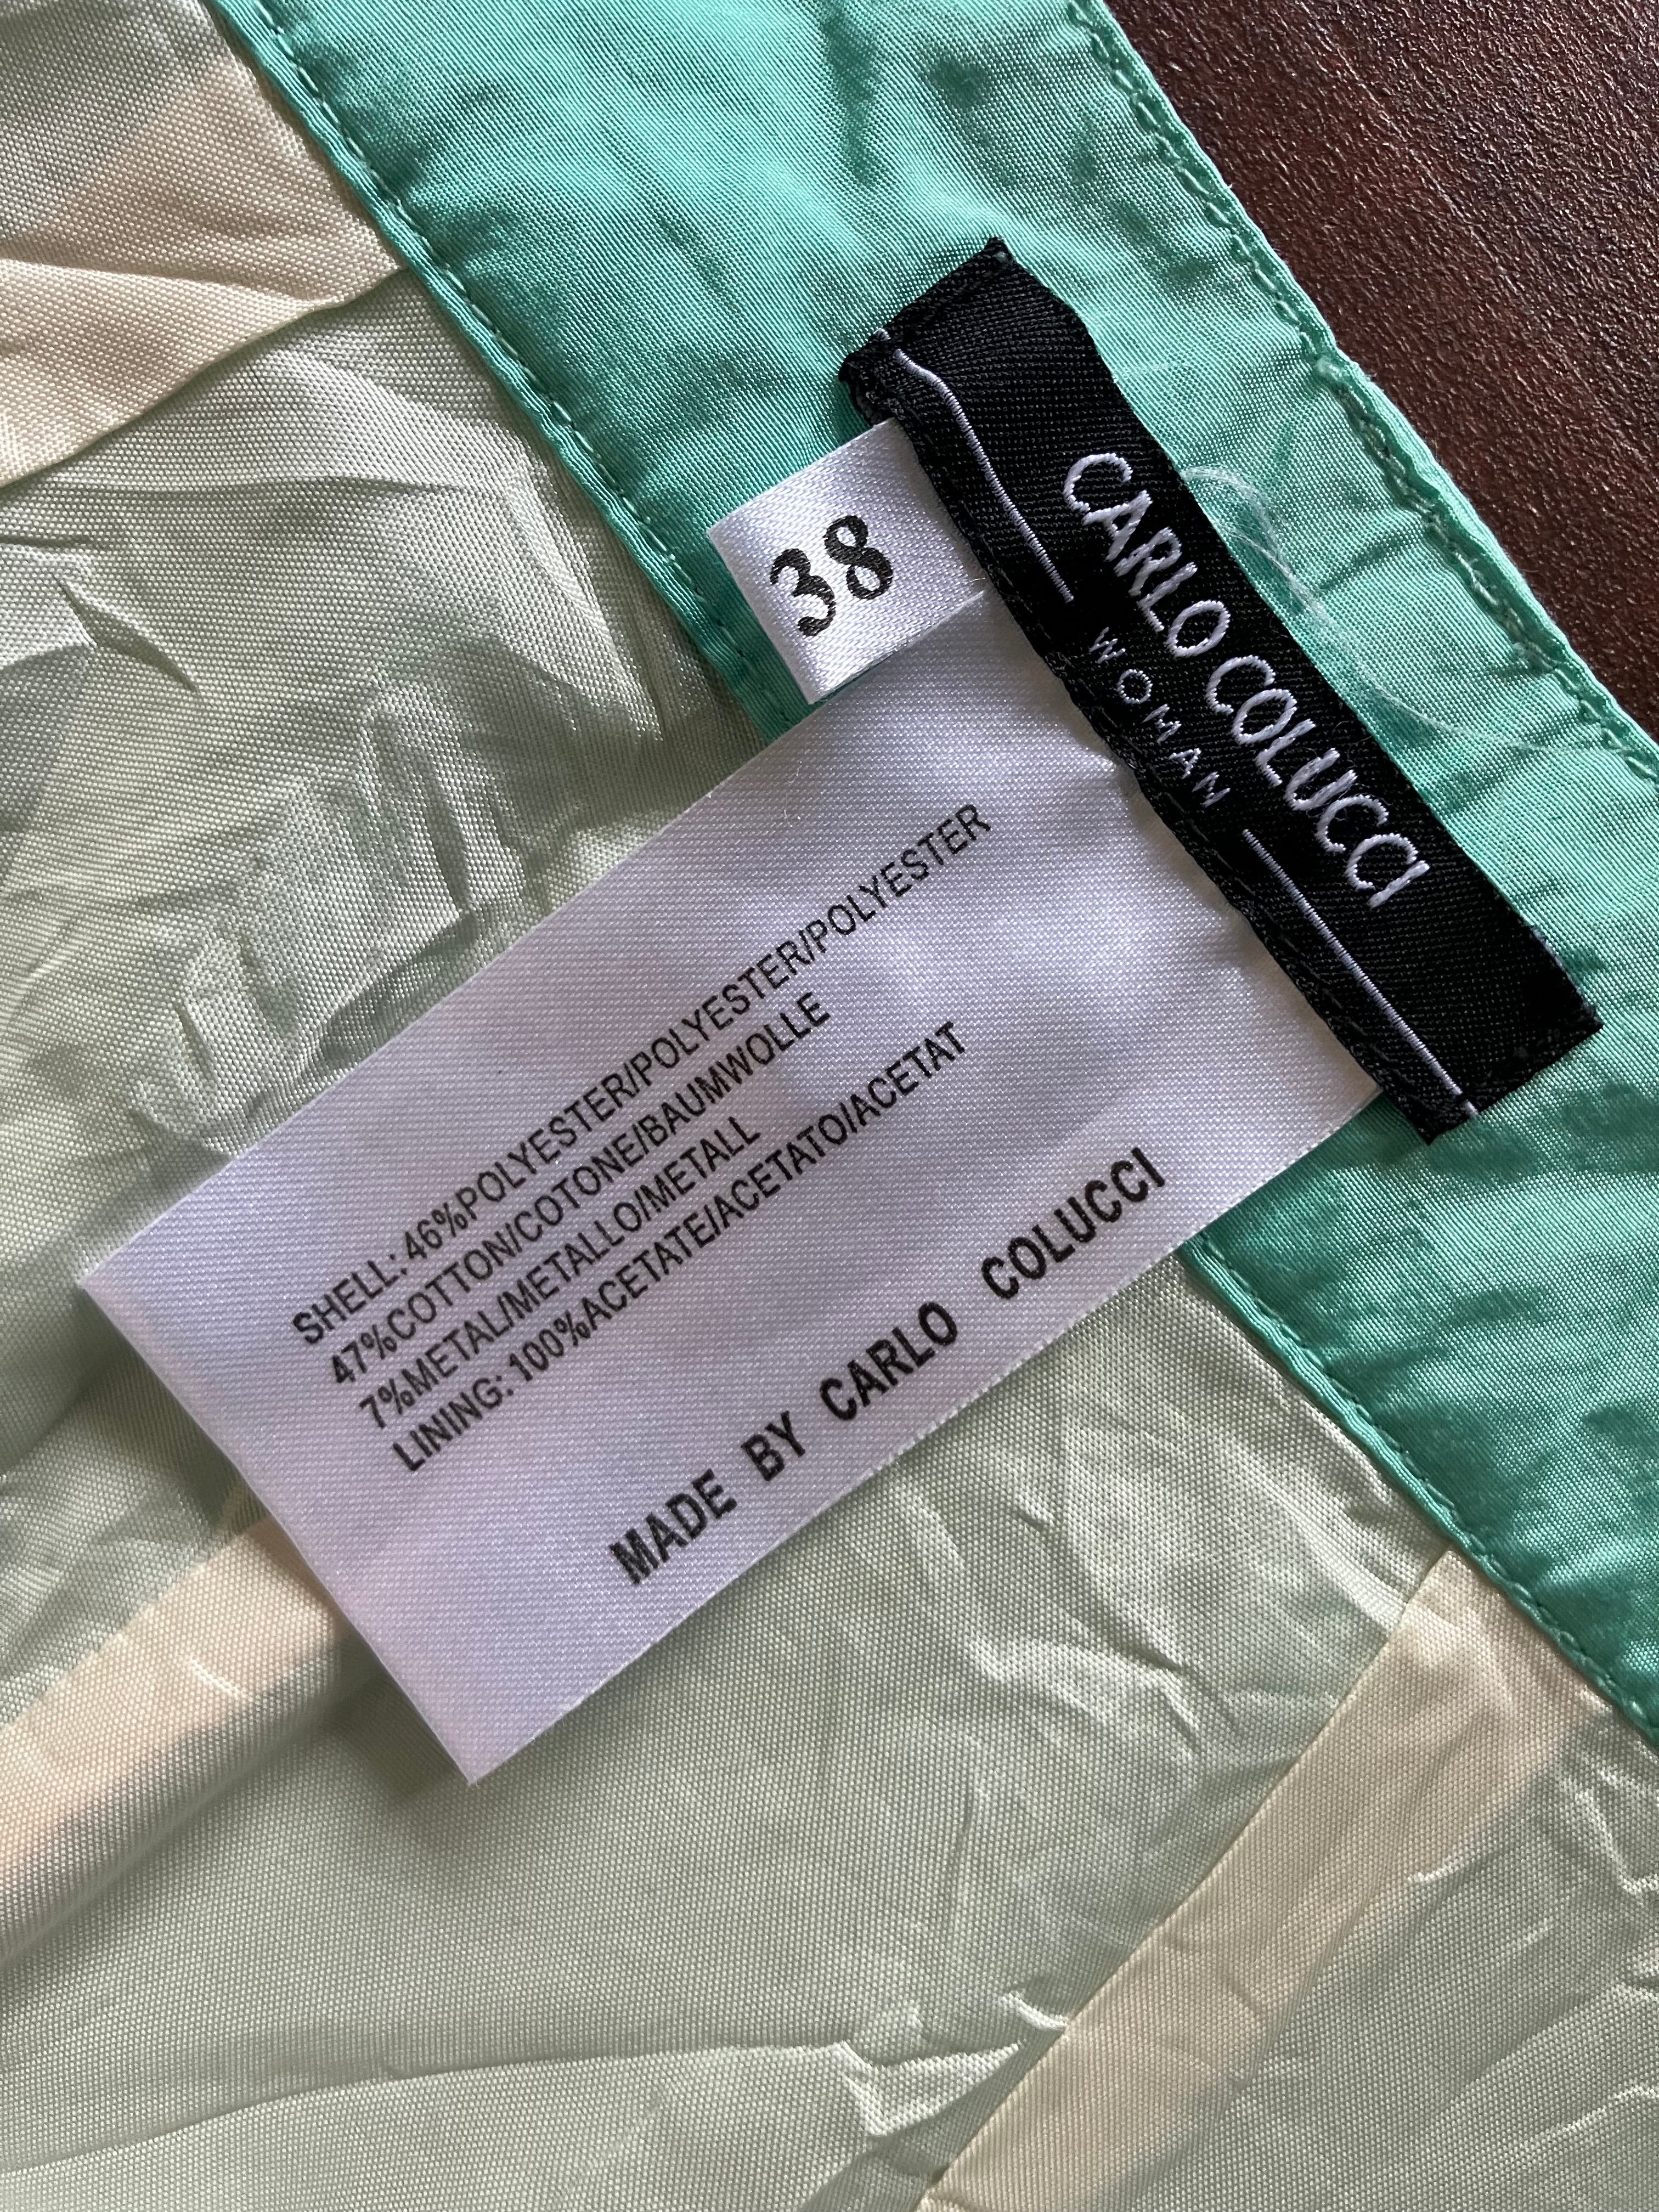 CARLO COLUCCI
WOMAN
38
SHELL: 46%POLYESTER/POLYESTER/POLYESTER
47%COTTON/COTONE/BAUMWOLLE
7%METAL/METALLO/METALL
LINING: 100%ACETATE/ACETATO/ACETAT
MADE BY CARLO COLUCCI